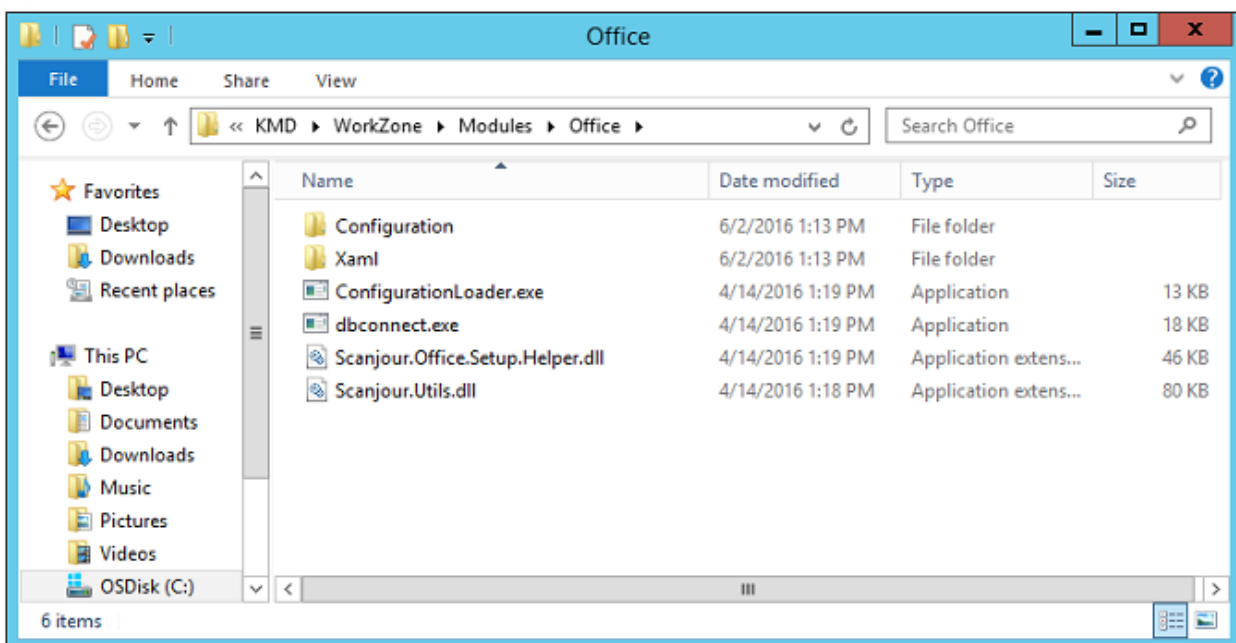 Office
File Home Share View
« KMD ▸ WorkZone ▸ Modules ▸ Office ▸ Search Office
Name Date modified Type Size
Favorites
Desktop
Downloads
Recent places
This PC
Desktop
Documents
Downloads
Music
Pictures
Videos
OSDisk (C:)
Configuration 6/2/2016 1:13 PM File folder
Xaml 6/2/2016 1:13 PM File folder
ConfigurationLoader.exe 4/14/2016 1:19 PM Application 13 KB
dbconnect.exe 4/14/2016 1:19 PM Application 18 KB
Scanjour.Office.Setup.Helper.dll 4/14/2016 1:19 PM Application extens... 46 KB
Scanjour.Utils.dll 4/14/2016 1:18 PM Application extens... 80 KB
6 items